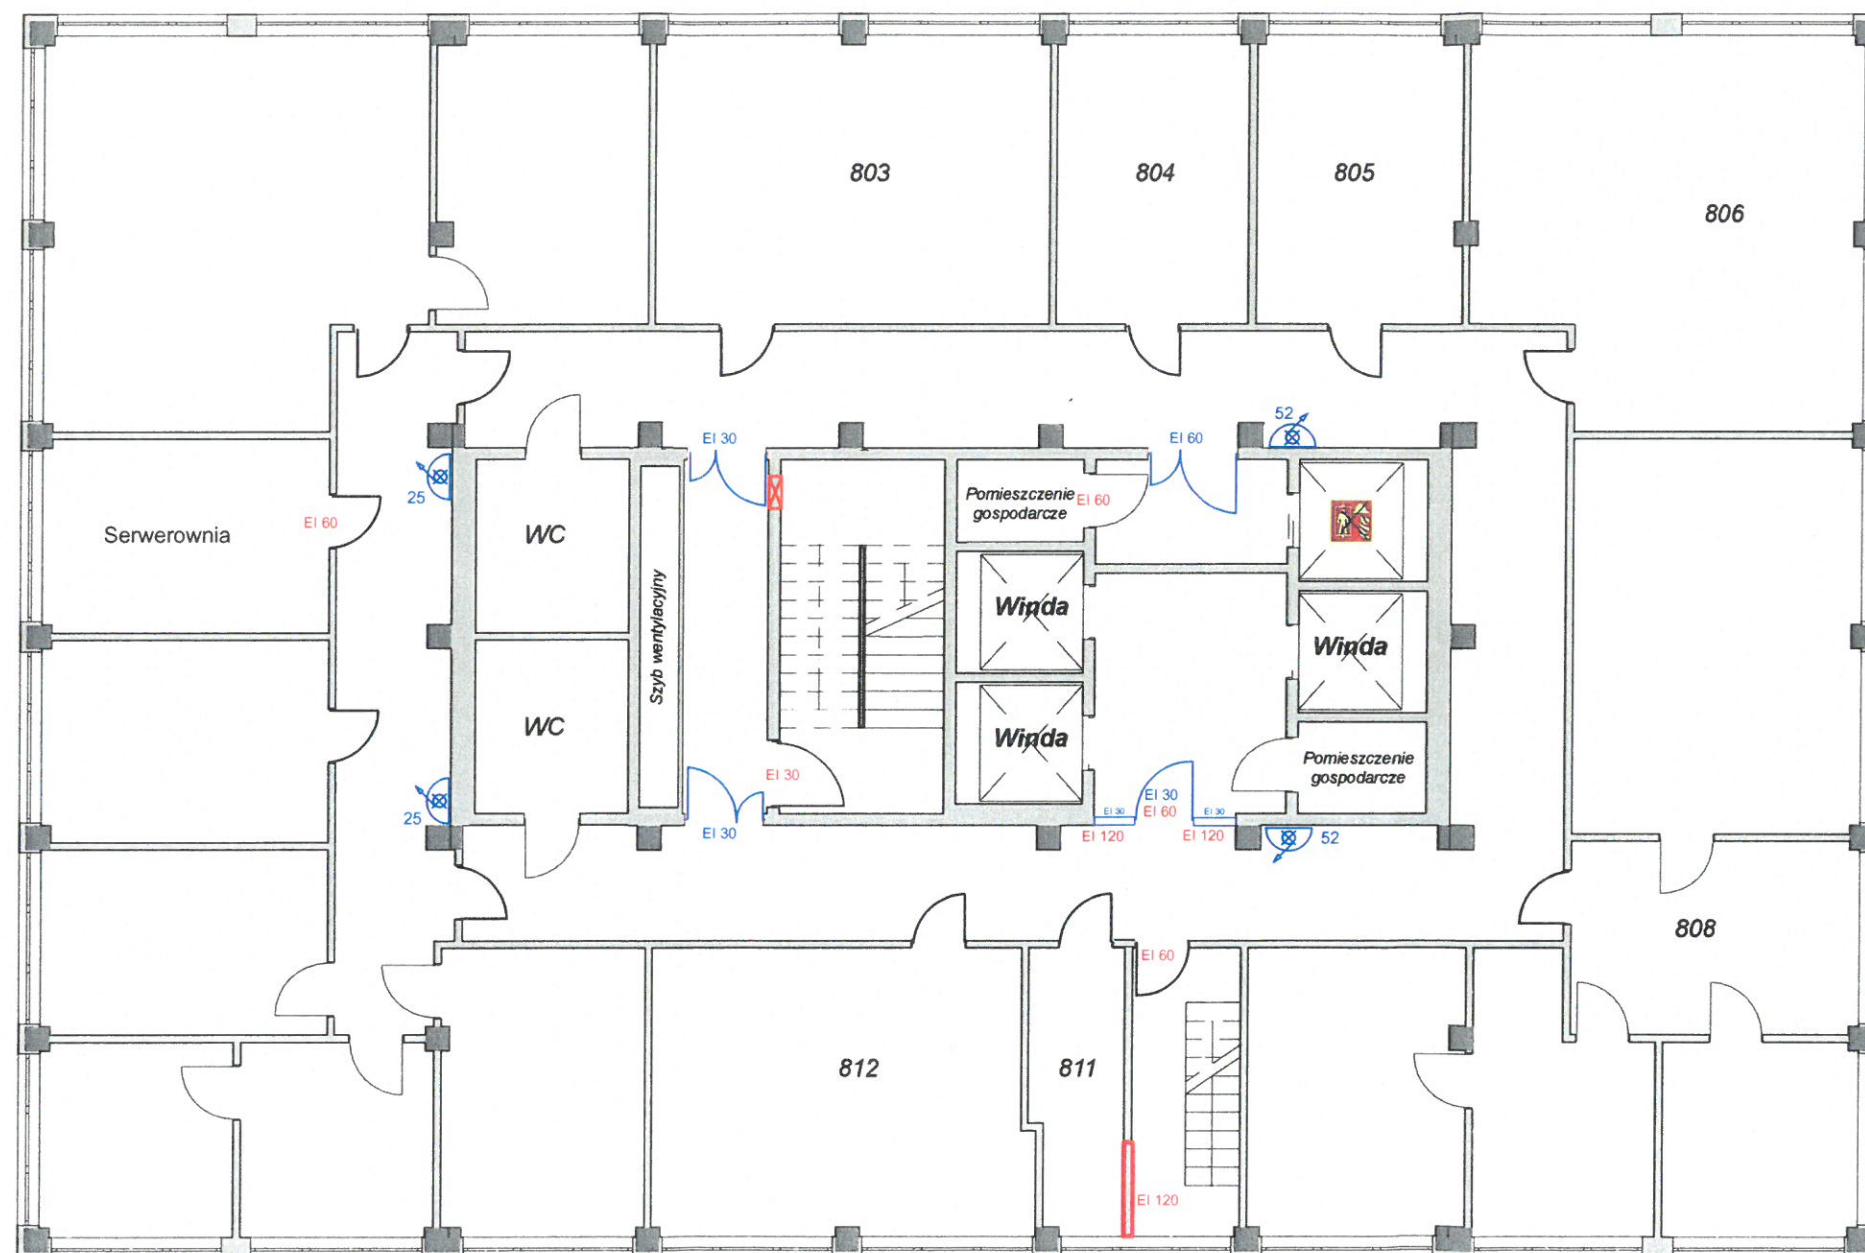 803
804
805
806
52
EI 30
EI 60
25
Pomieszczenie
gospodarcze
EI 60
EI 60
Serwerownia
WC
Szyb wentylacyjny
Winda
Winda
WC
Winda
EI 30
Pomieszczenie
gospodarcze
EI 30
EI 30
EI 30
EI 60
25
EI 30
EI 120
EI 120
52
808
EI 60
812
811
EI 120